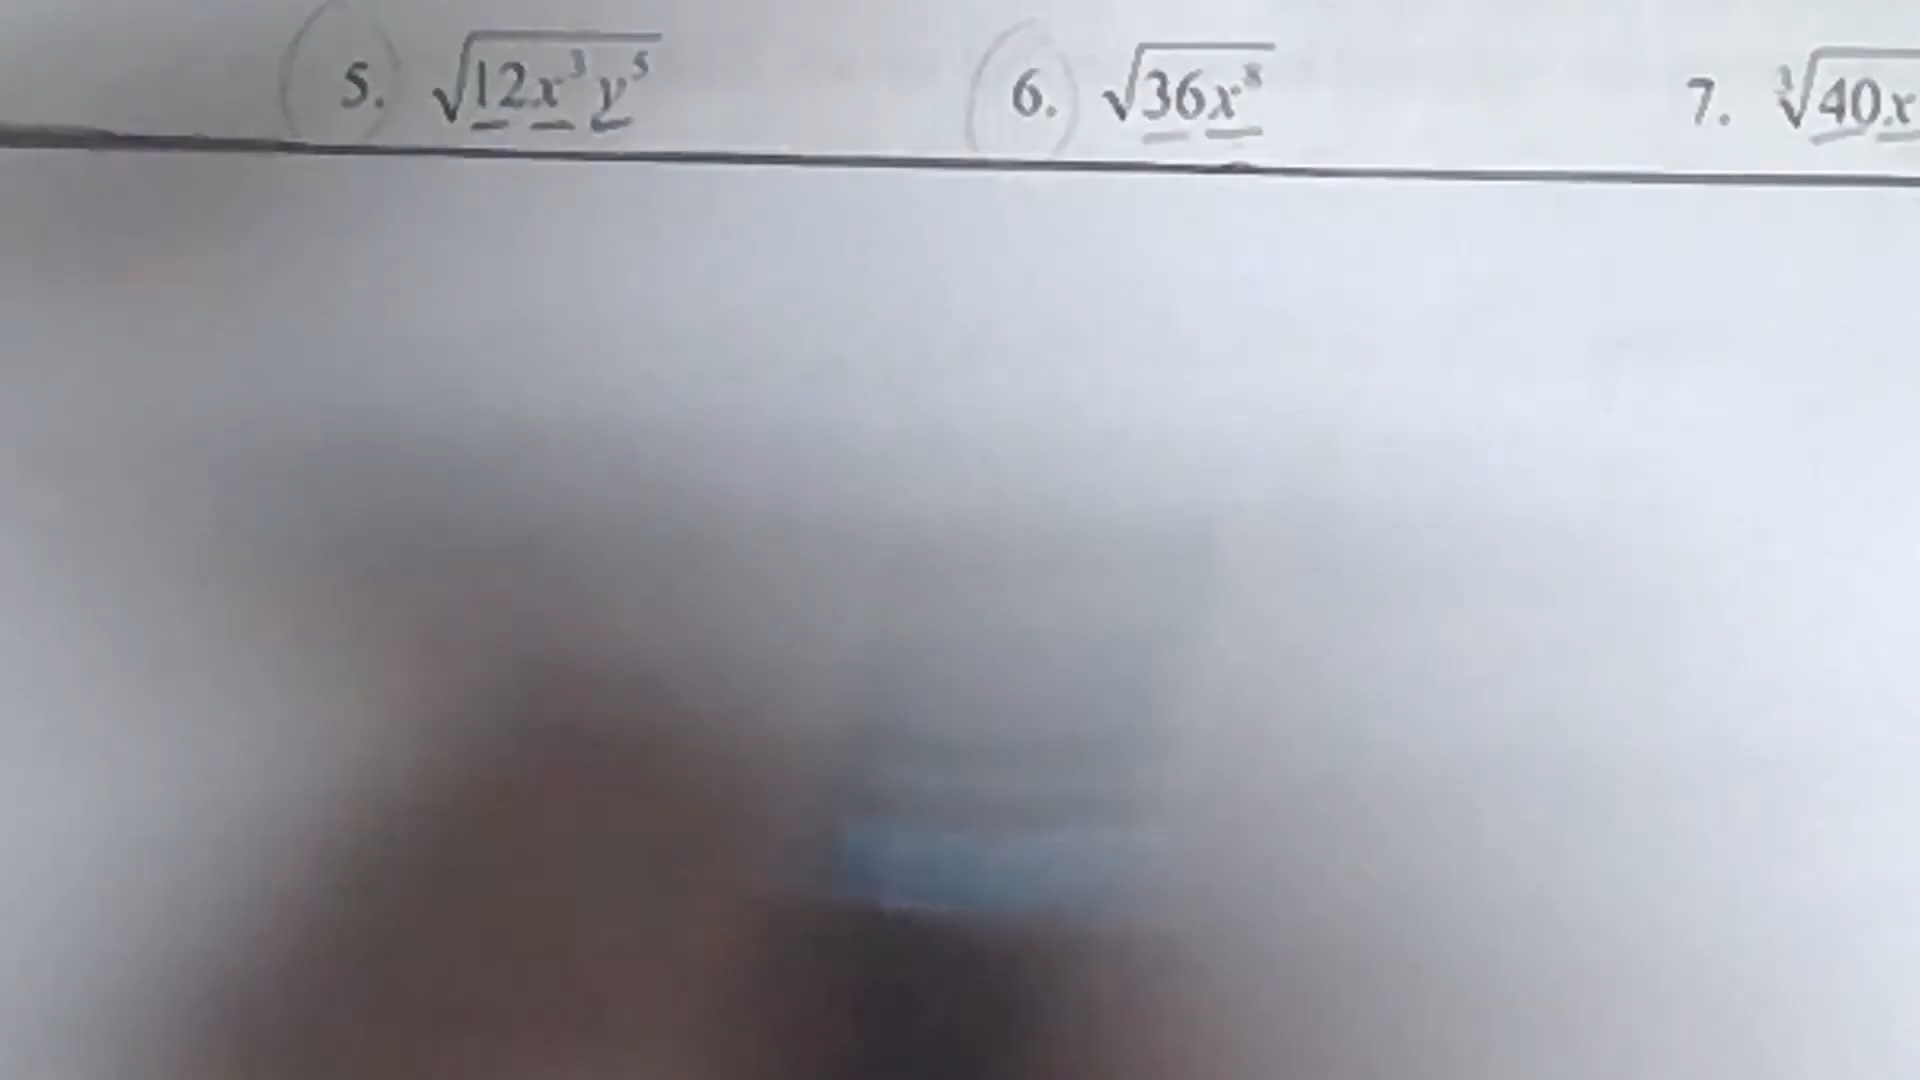 5. √12x³y⁵ 6. √36x⁸ 7. ∛40x